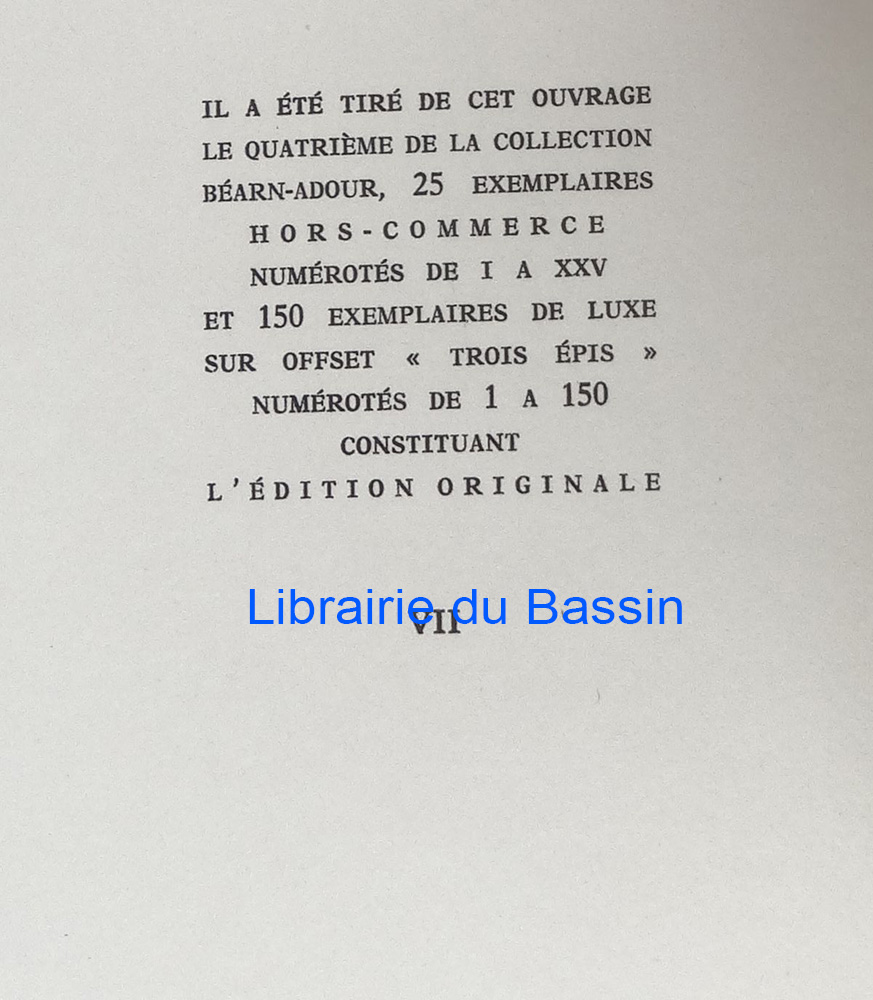 IL A ÉTÉ TIRÉ DE CET OUVRAGE
LE QUATRIÈME DE LA COLLECTION
BÉARN-ADOUR, 25 EXEMPLAIRES
HORS-COMMERCE
NUMÉROTÉS DE I A XXV
ET 150 EXEMPLAIRES DE LUXE
SUR OFFSET « TROIS ÉPIS »
NUMÉROTÉS DE 1 A 150
CONSTITUANT
L'ÉDITION ORIGINALE
Librairie du Bassin
VII